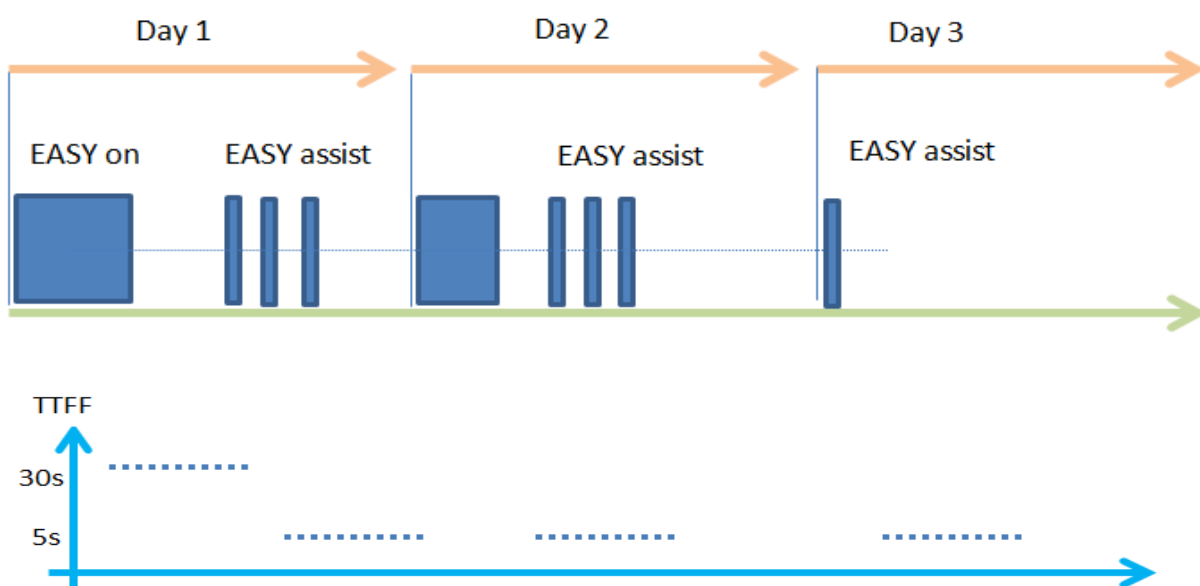 Day 1
Day 2
Day 3
EASY on
EASY assist
EASY assist
EASY assist
TTFF
30s
5s